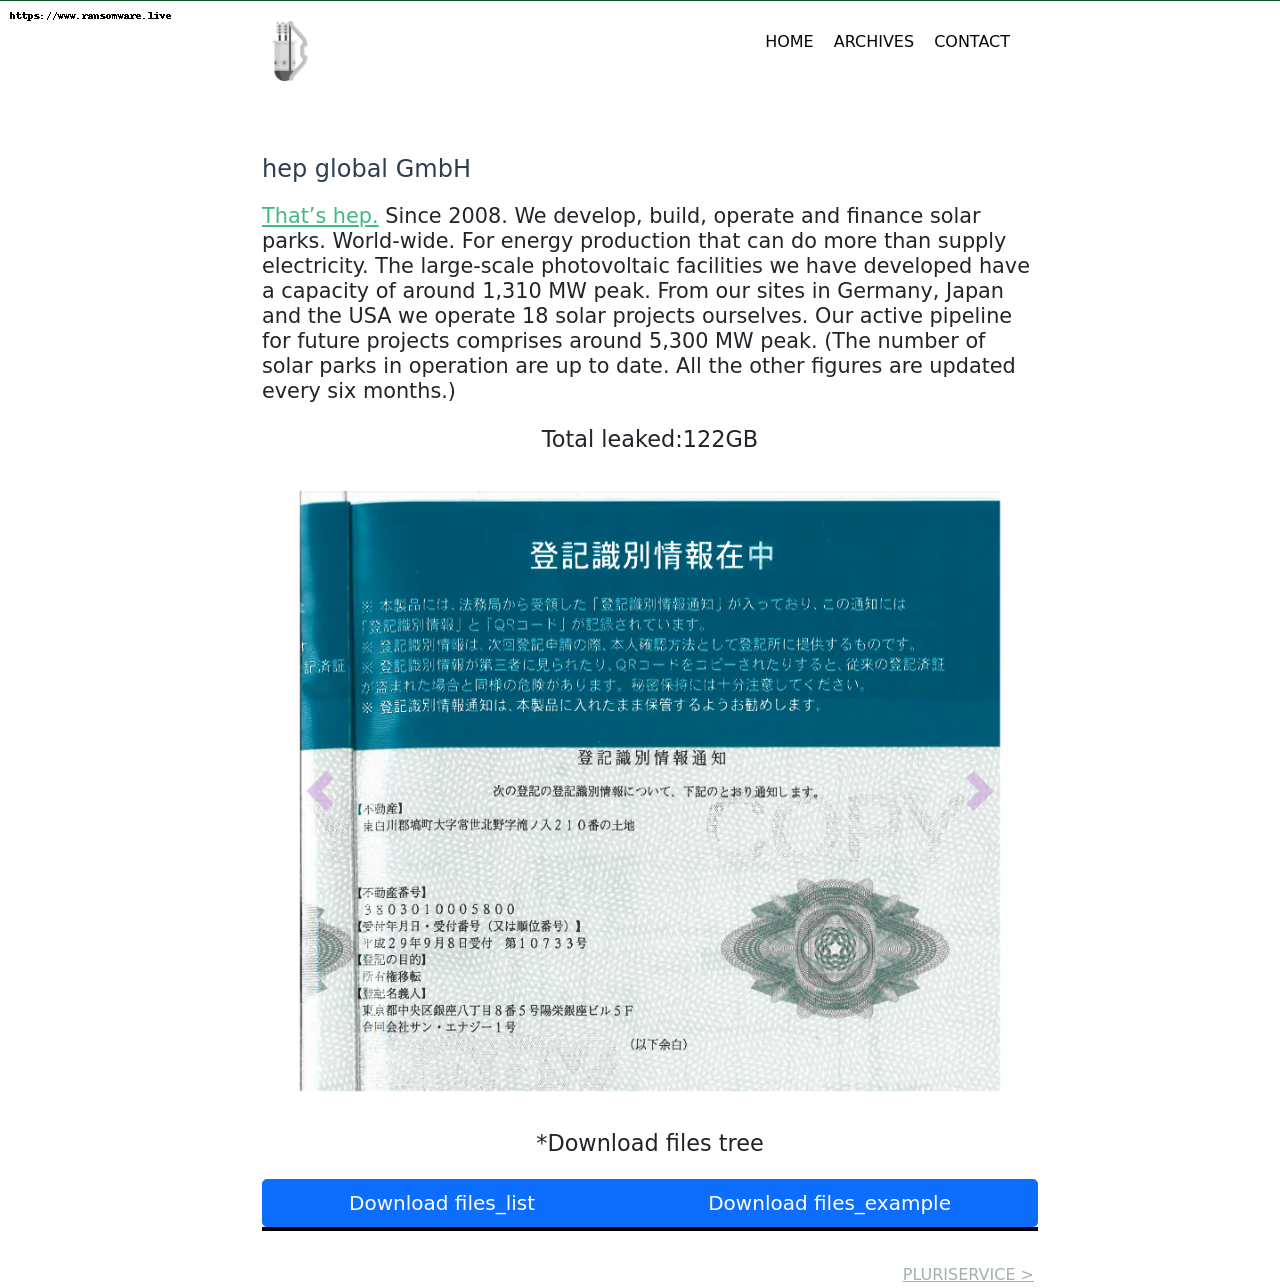 https://www.ransomware.live
HOME ARCHIVES CONTACT
hep global GmbH
That’s hep. Since 2008. We develop, build, operate and finance solar
parks. World-wide. For energy production that can do more than supply
electricity. The large-scale photovoltaic facilities we have developed have
a capacity of around 1,310 MW peak. From our sites in Germany, Japan
and the USA we operate 18 solar projects ourselves. Our active pipeline
for future projects comprises around 5,300 MW peak. (The number of
solar parks in operation are up to date. All the other figures are updated
every six months.)
Total leaked:122GB
登記識別情報在中
※ 本製品には、法務局から受領した「登記識別情報通知」が入っており、この通知には
「登記識別情報」と「QRコード」が記録されています。
※ 登記識別情報は、次回登記申請の際、本人確認方法として登記所に提供するものです。
記済証
※ 登記識別情報が第三者に見られたり、QRコードをコピーされたりすると、従来の登記済証
が盗まれた場合と同様の危険があります。秘密保持には十分注意してください。
※ 登記識別情報通知は、本製品に入れたまま保管するようお勧めします。
登記識別情報通知
次の登記の登記識別情報について、下記のとおり通知します。
【不動産】
東白川郡塙町大字常世北野字滝ノ入２１０番の土地
COPY
【不動産番号】
３８０３０１０００５８００
【受付年月日・受付番号（又は順位番号）】
平成２９年９月８日受付　第１０７３３号
【登記の目的】
所有権移転
【登記名義人】
東京都中央区銀座八丁目８番５号陽栄銀座ビル５Ｆ
合同会社サン・エナジー１号
（以下余白）
*Download files tree
Download files_list Download files_example
PLURISERVICE >